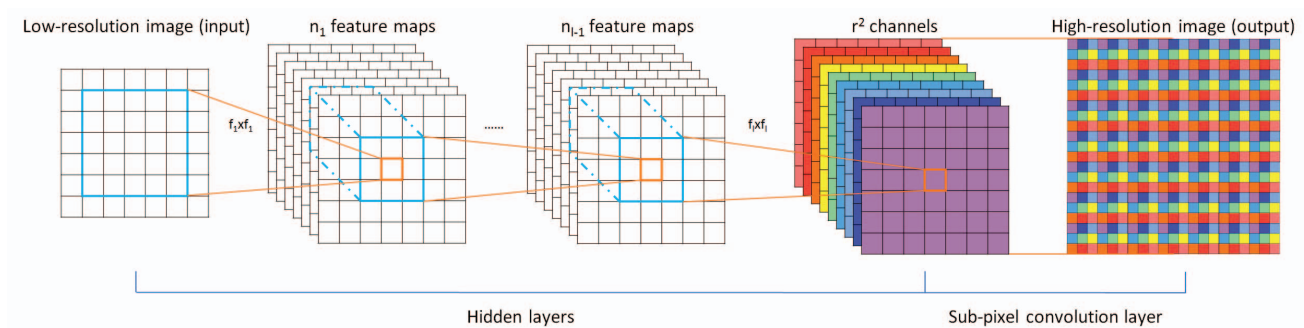 Low-resolution image (input)
n₁ feature maps
nₗ₋₁ feature maps
r² channels
High-resolution image (output)
f₁xf₁
......
fₗxfₗ
Hidden layers
Sub-pixel convolution layer